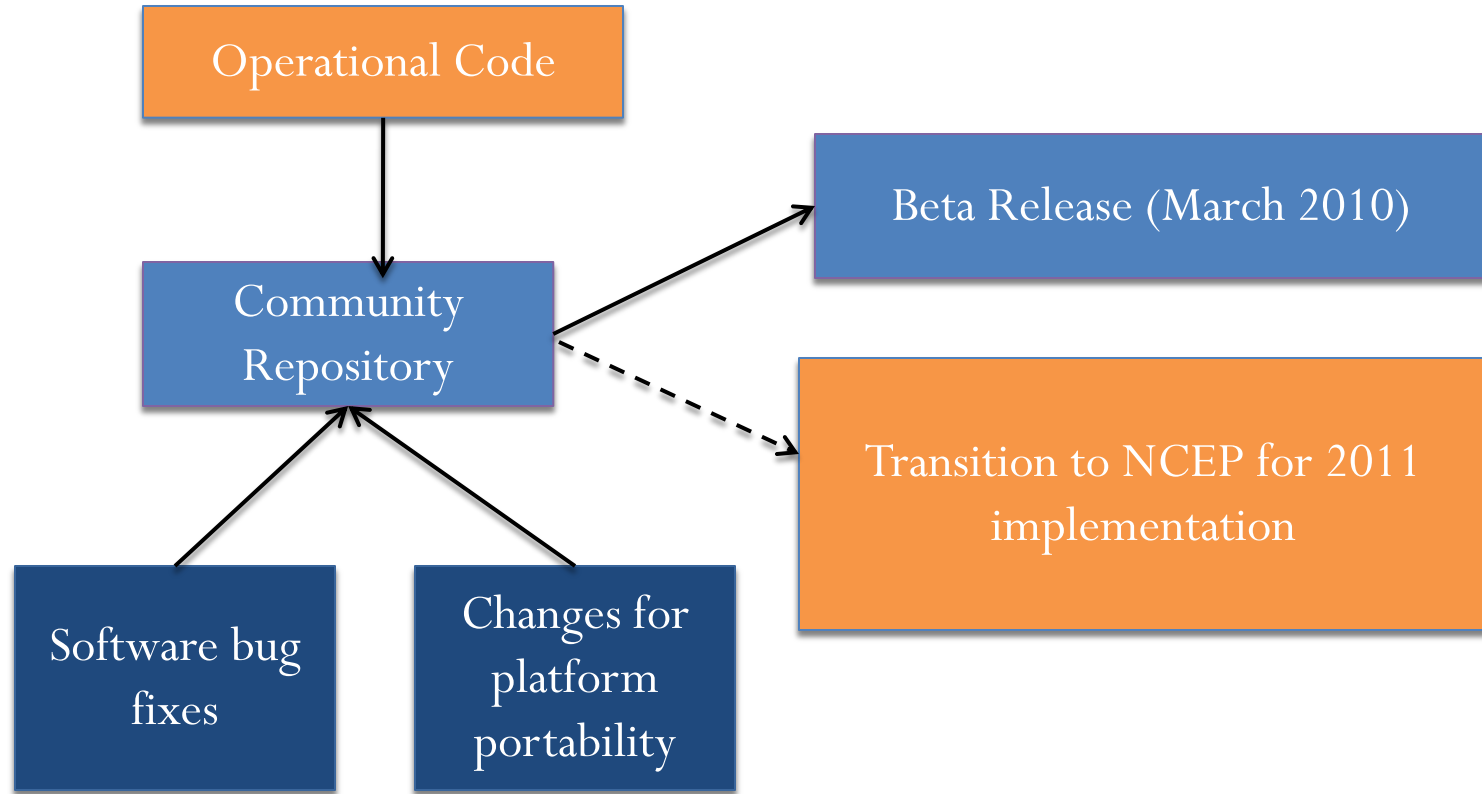 Operational Code
Beta Release (March 2010)
Community
Repository
Transition to NCEP for 2011
implementation
Software bug
fixes
Changes for
platform
portability